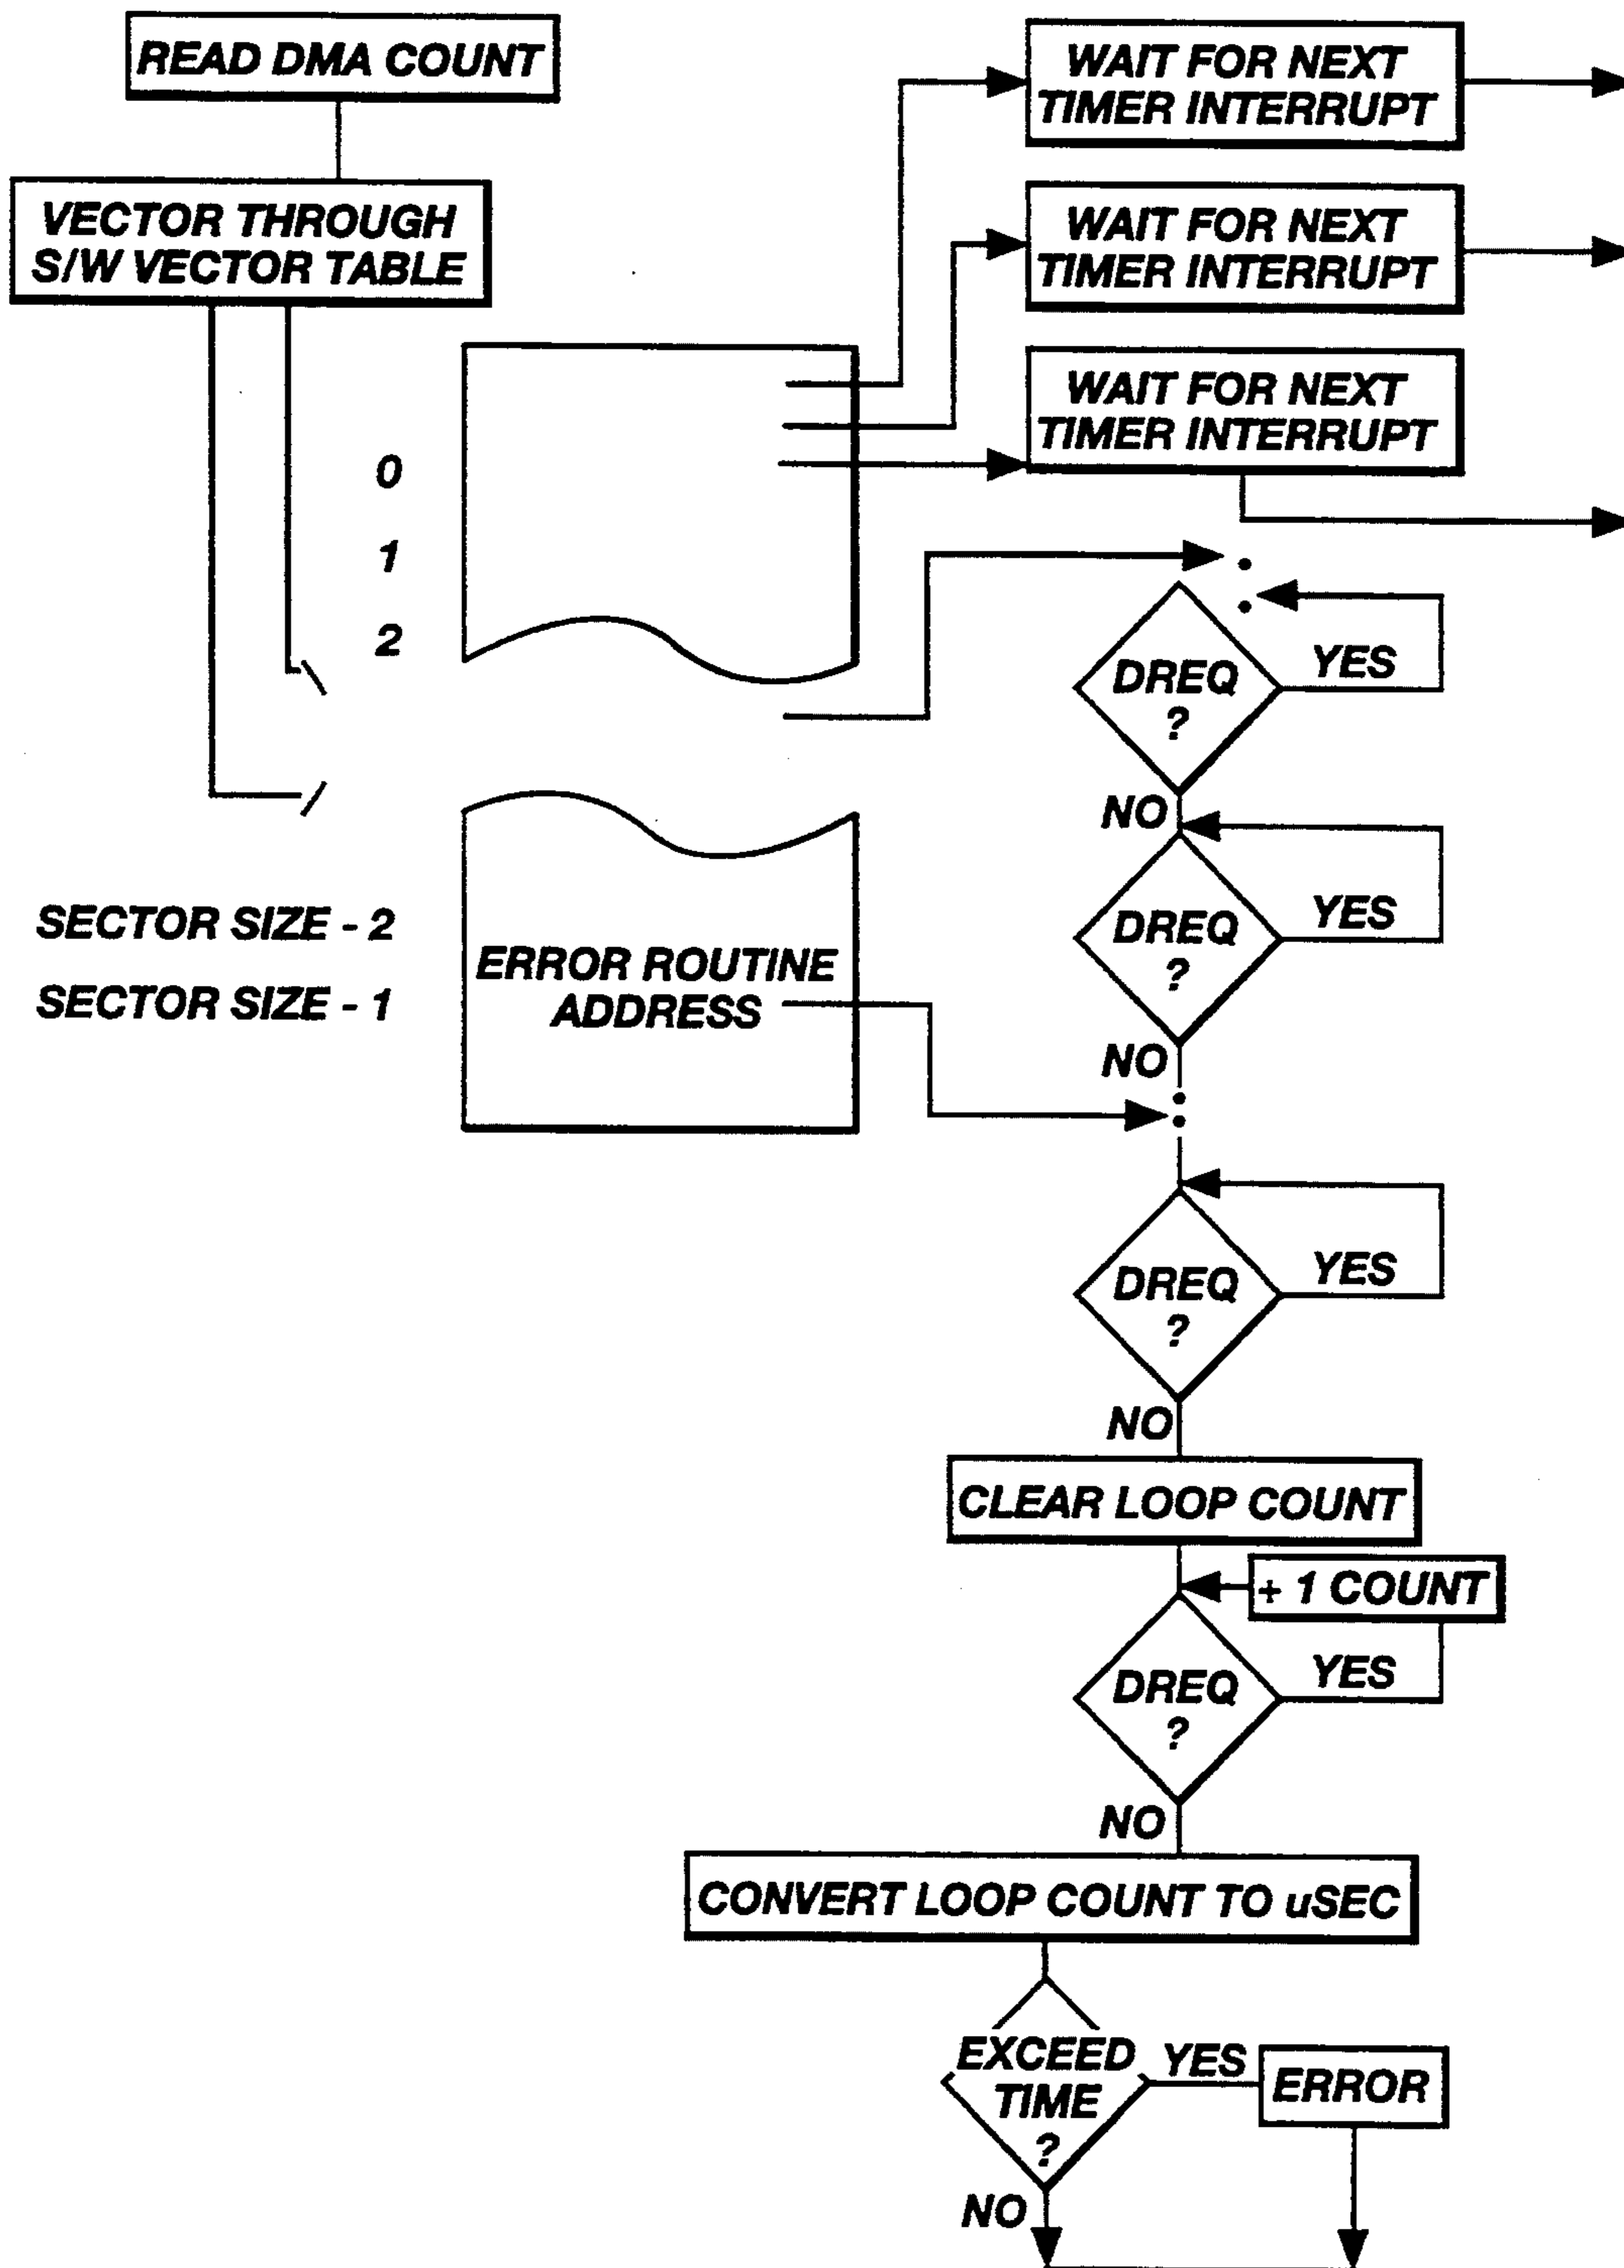 READ DMA COUNT
VECTOR THROUGH
S/W VECTOR TABLE
WAIT FOR NEXT
TIMER INTERRUPT
WAIT FOR NEXT
TIMER INTERRUPT
WAIT FOR NEXT
TIMER INTERRUPT
0
1
2
DREQ
?
YES
NO
DREQ
?
YES
NO
SECTOR SIZE - 2
SECTOR SIZE - 1
ERROR ROUTINE
ADDRESS
DREQ
?
YES
NO
CLEAR LOOP COUNT
+ 1 COUNT
DREQ
?
YES
NO
CONVERT LOOP COUNT TO uSEC
EXCEED
TIME
?
YES
ERROR
NO